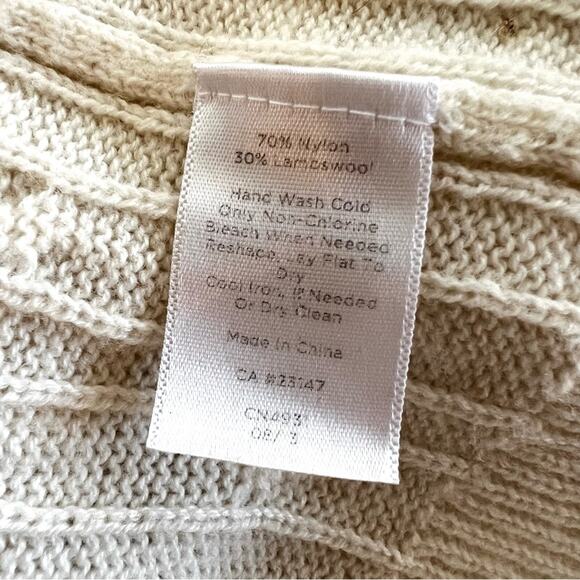 70% Nylon
30% Lambswool
Hand Wash Cold
Only Non-Chlorine
Bleach When Needed
Reshape, Lay Flat To
Dry
Cool Iron, If Needed
Or Dry Clean
Made In China
CA #23147
CN493